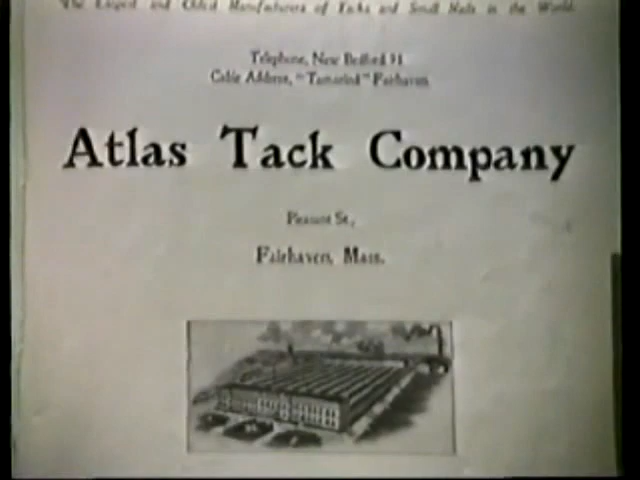 The Largest and Oldest Manufacturers of Tacks and Small Nails in the World.
Telephone, New Bedford 91
Cable Address, "Tamarind" Fairhaven
Atlas Tack Company
Pleasant St.,
Fairhaven, Mass.